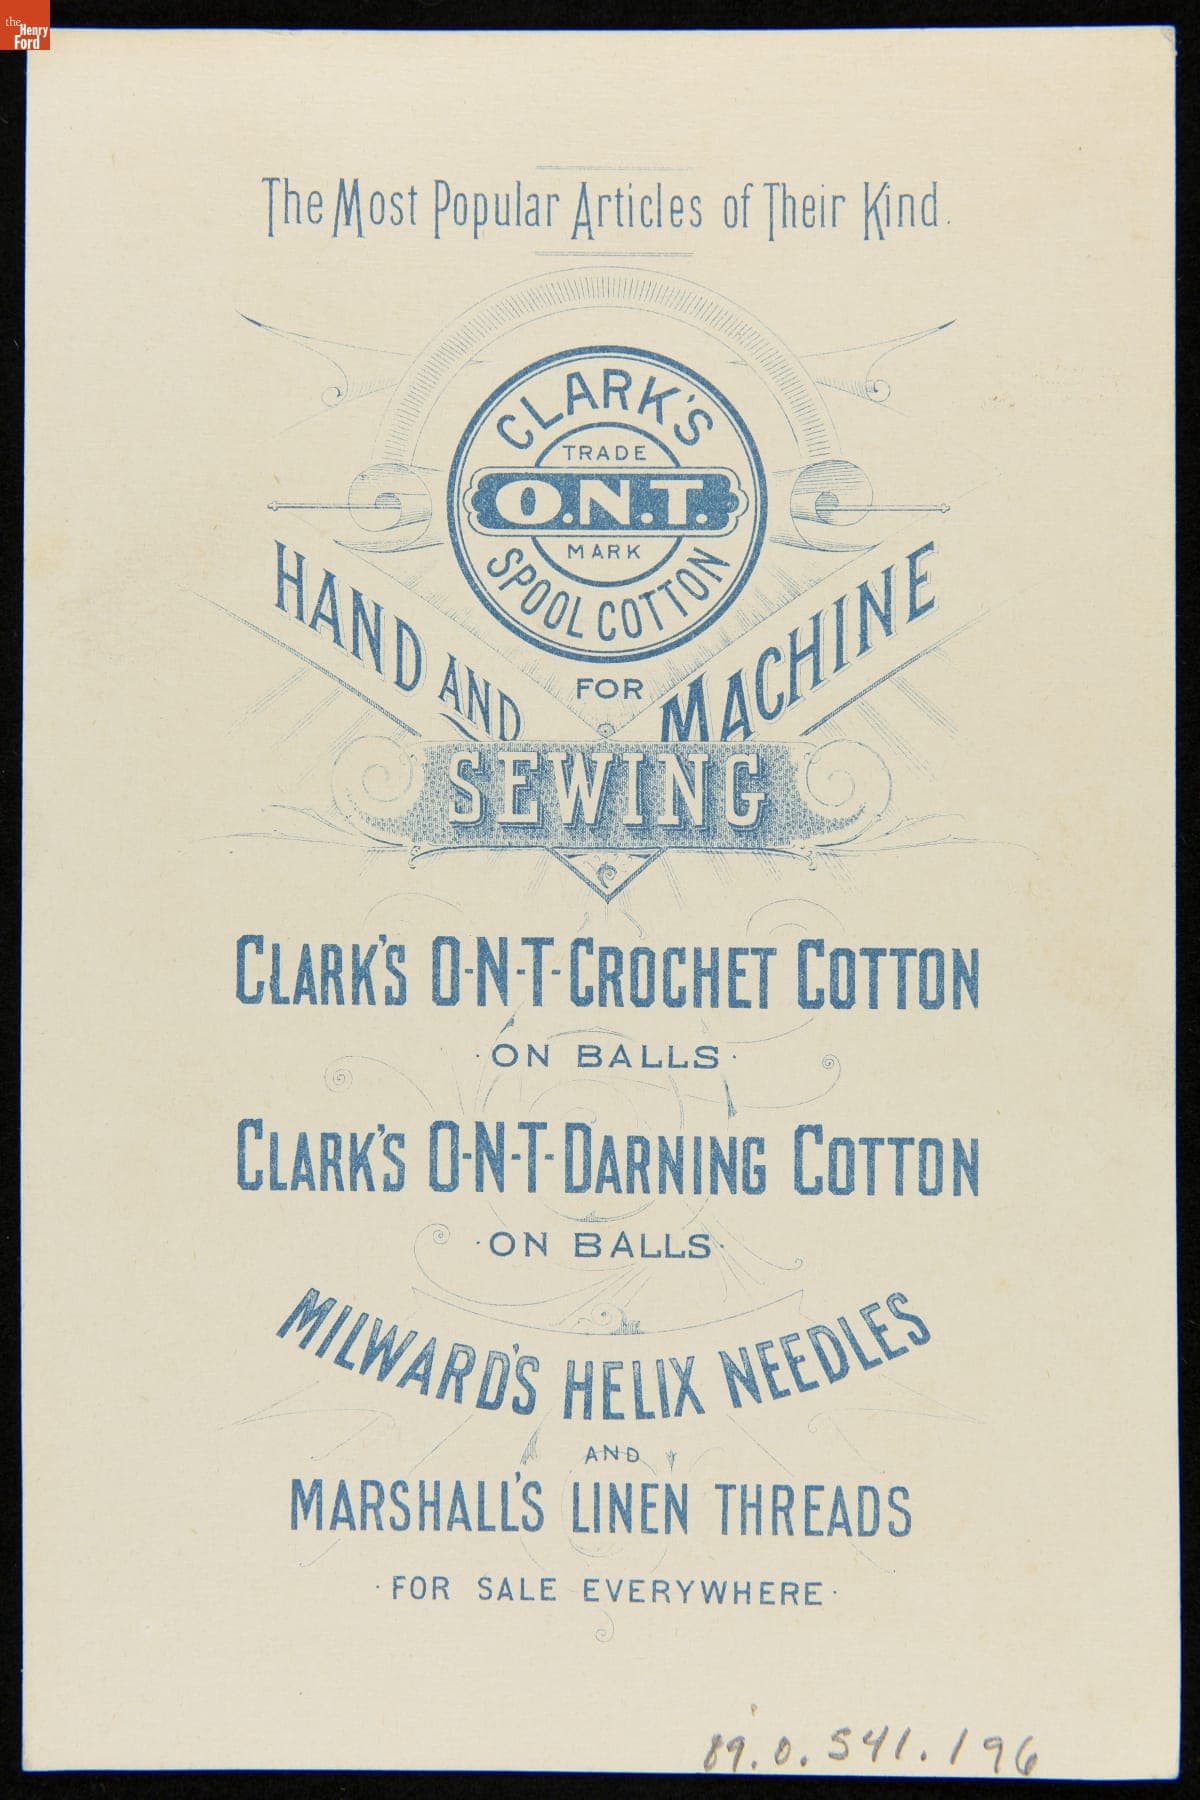 the
Henry
Ford
The Most Popular Articles of Their Kind.
CLARK'S
TRADE
O.N.T.
MARK
SPOOL COTTON
FOR
HAND AND MACHINE
SEWING
CLARK'S O-N-T-CROCHET COTTON
·ON BALLS·
CLARK'S O-N-T-DARNING COTTON
·ON BALLS·
MILWARD'S HELIX NEEDLES
AND
MARSHALL'S LINEN THREADS
·FOR SALE EVERYWHERE·
89.0.541.196